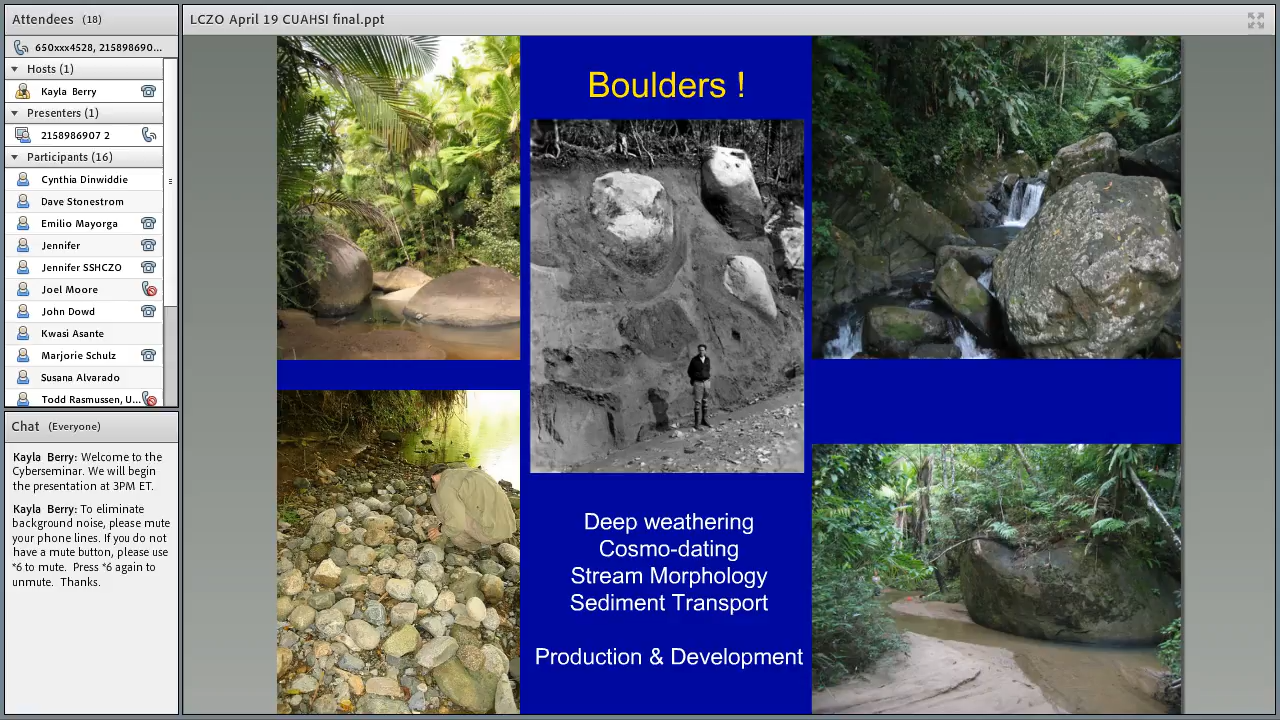 Attendees (18)
650xxx4528, 215898690...
Hosts (1)
Kayla Berry
Presenters (1)
2158986907 2
Participants (16)
Cynthia Dinwiddie
Dave Stonestrom
Emilio Mayorga
Jennifer
Jennifer SSHCZO
Joel Moore
John Dowd
Kwasi Asante
Marjorie Schulz
Susana Alvarado
Todd Rasmussen, U...
Chat (Everyone)
Kayla Berry: Welcome to the
Cyberseminar. We will begin
the presentation at 3PM ET.
Kayla Berry: To eliminate
background noise, please mute
your phone lines. If you do not
have a mute button, please use
*6 to mute. Press *6 again to
unmute. Thanks.
LCZO April 19 CUAHSI final.ppt
Boulders !
Deep weathering
Cosmo-dating
Stream Morphology
Sediment Transport
Production & Development